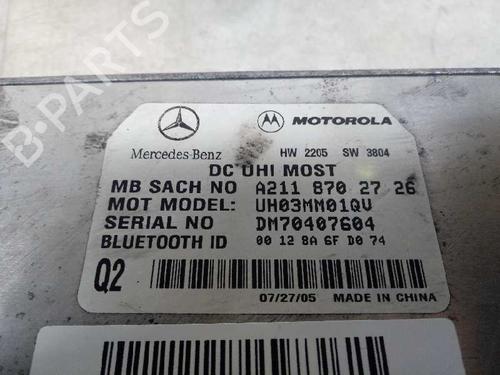 B-PARTS
MOTOROLA
Mercedes-Benz HW 2205 SW 3804
DC UHI MOST
MB SACH NO A211 870 27 26
MOT MODEL: UH03MM01QV
SERIAL NO DM70407604
BLUETOOTH ID 00 12 8A 6F D0 74
Q2
07/27/05 MADE IN CHINA